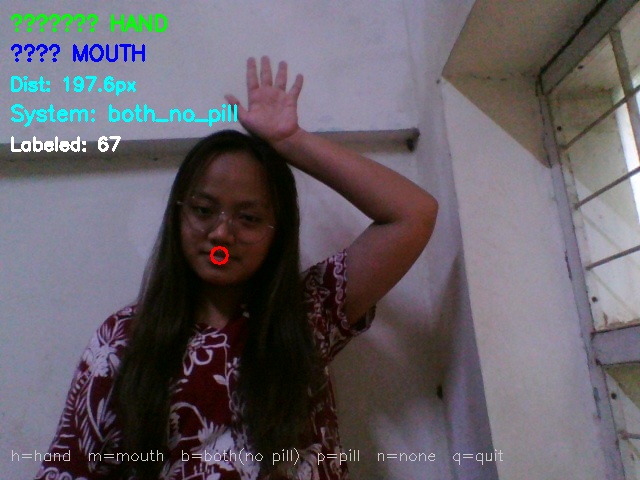 ??????? HAND
???? MOUTH
Dist: 197.6px
System: both_no_pill
Labeled: 67
h=hand m=mouth b=both(no pill) p=pill n=none q=quit